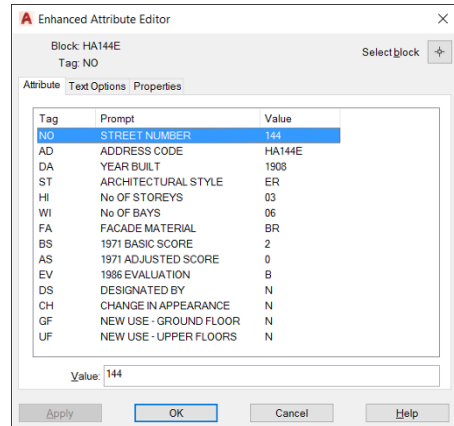 A Enhanced Attribute Editor
Block: HA144E
Tag: NO
Select block
Attribute Text Options Properties
Tag Prompt Value
NO STREET NUMBER 144
AD ADDRESS CODE HA144E
DA YEAR BUILT 1908
ST ARCHITECTURAL STYLE ER
HI No OF STOREYS 03
WI No OF BAYS 06
FA FACADE MATERIAL BR
BS 1971 BASIC SCORE 2
AS 1971 ADJUSTED SCORE 0
EV 1986 EVALUATION B
DS DESIGNATED BY N
CH CHANGE IN APPEARANCE N
GF NEW USE - GROUND FLOOR N
UF NEW USE - UPPER FLOORS N
Value: 144
Apply OK Cancel Help